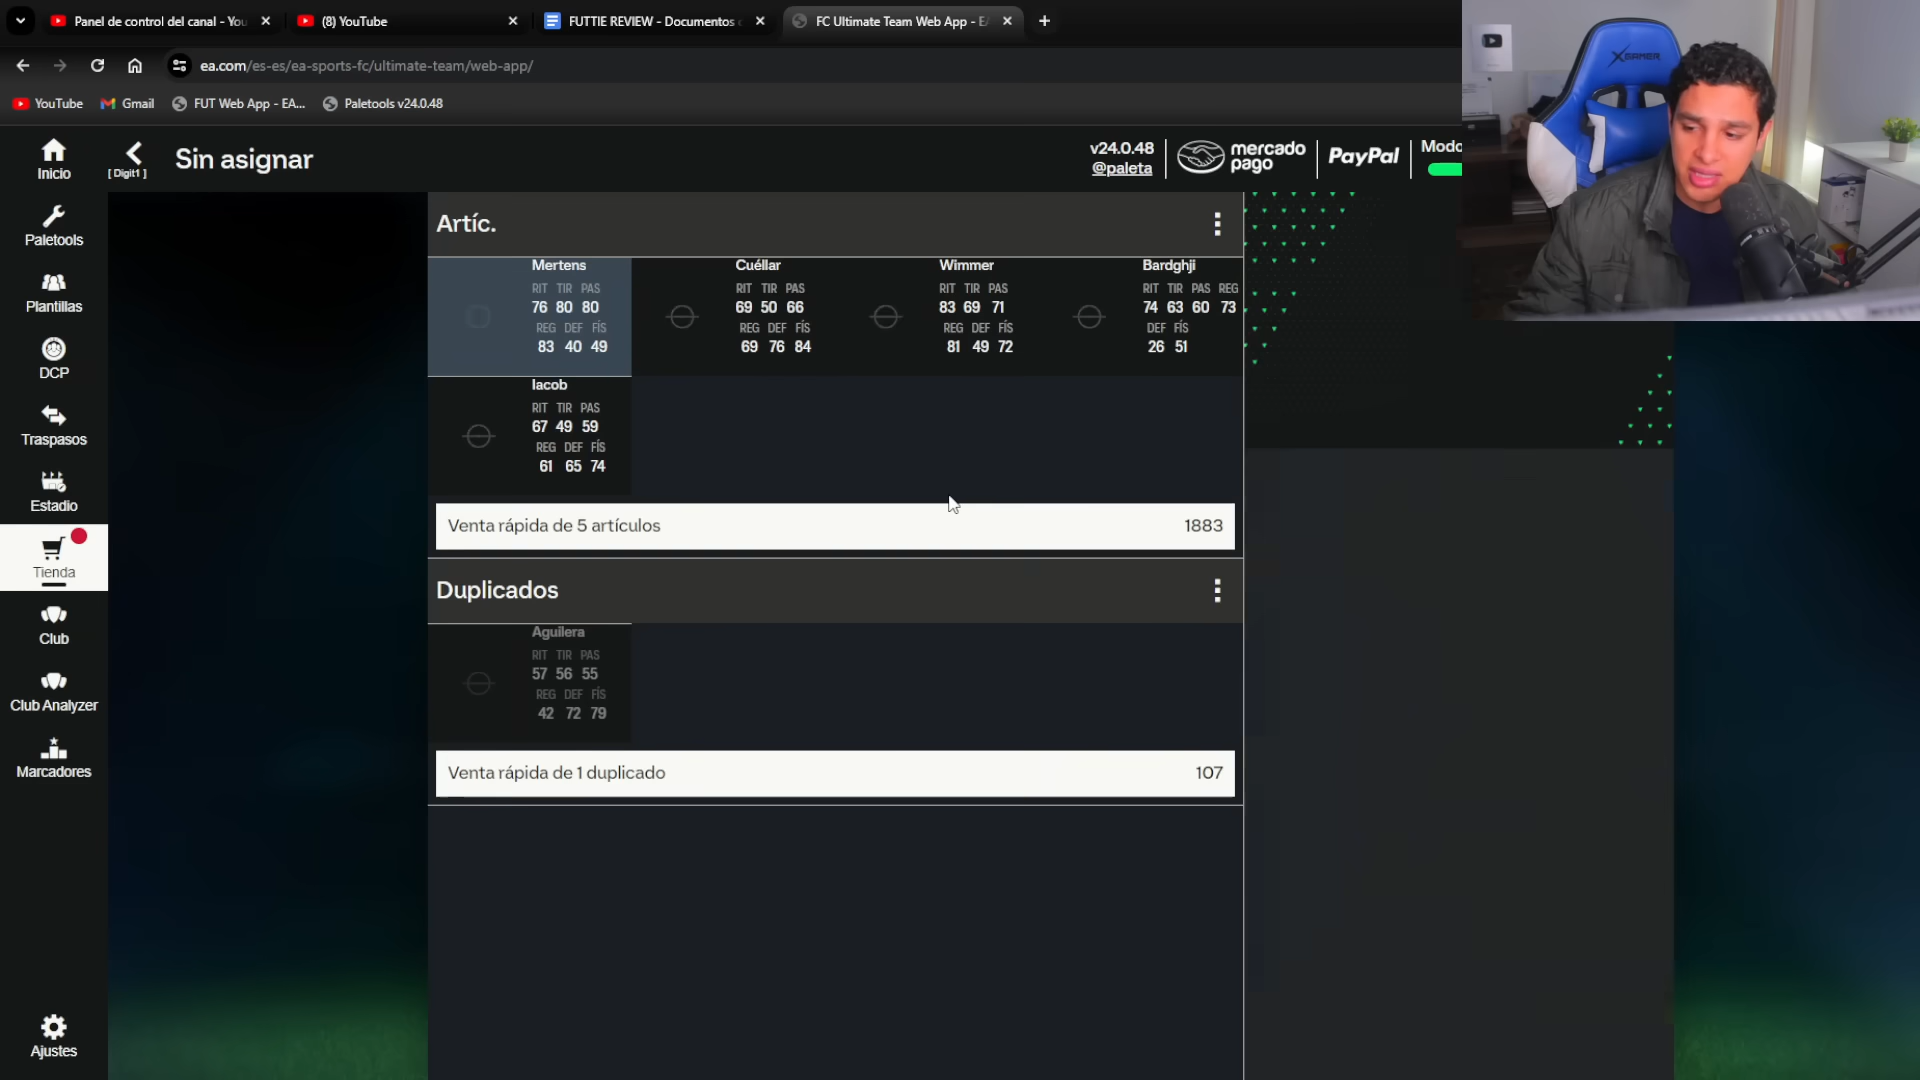 Panel de control del canal - You
(8) YouTube
FUTTIE REVIEW - Documentos
FC Ultimate Team Web App - E
ea.com/es-es/ea-sports-fc/ultimate-team/web-app/
YouTube
Gmail
FUT Web App - EA...
Paletools v24.0.48
Inicio
[ Digit1 ]
Sin asignar
v24.0.48
@paleta
mercado
pago
PayPal
Modo
Paletools
Plantillas
DCP
Traspasos
Estadio
Tienda
Club
Club Analyzer
Marcadores
Ajustes
Artíc.
Mertens
RIT TIR PAS
76 80 80
REG DEF FÍS
83 40 49
Cuéllar
RIT TIR PAS
69 50 66
REG DEF FÍS
69 76 84
Wimmer
RIT TIR PAS
83 69 71
REG DEF FÍS
81 49 72
Bardghji
RIT TIR PAS REG
74 63 60 73
DEF FÍS
26 51
Iacob
RIT TIR PAS
67 49 59
REG DEF FÍS
61 65 74
Venta rápida de 5 artículos 1883
Duplicados
Aguilera
RIT TIR PAS
57 56 55
REG DEF FÍS
42 72 79
Venta rápida de 1 duplicado 107
XGAMER